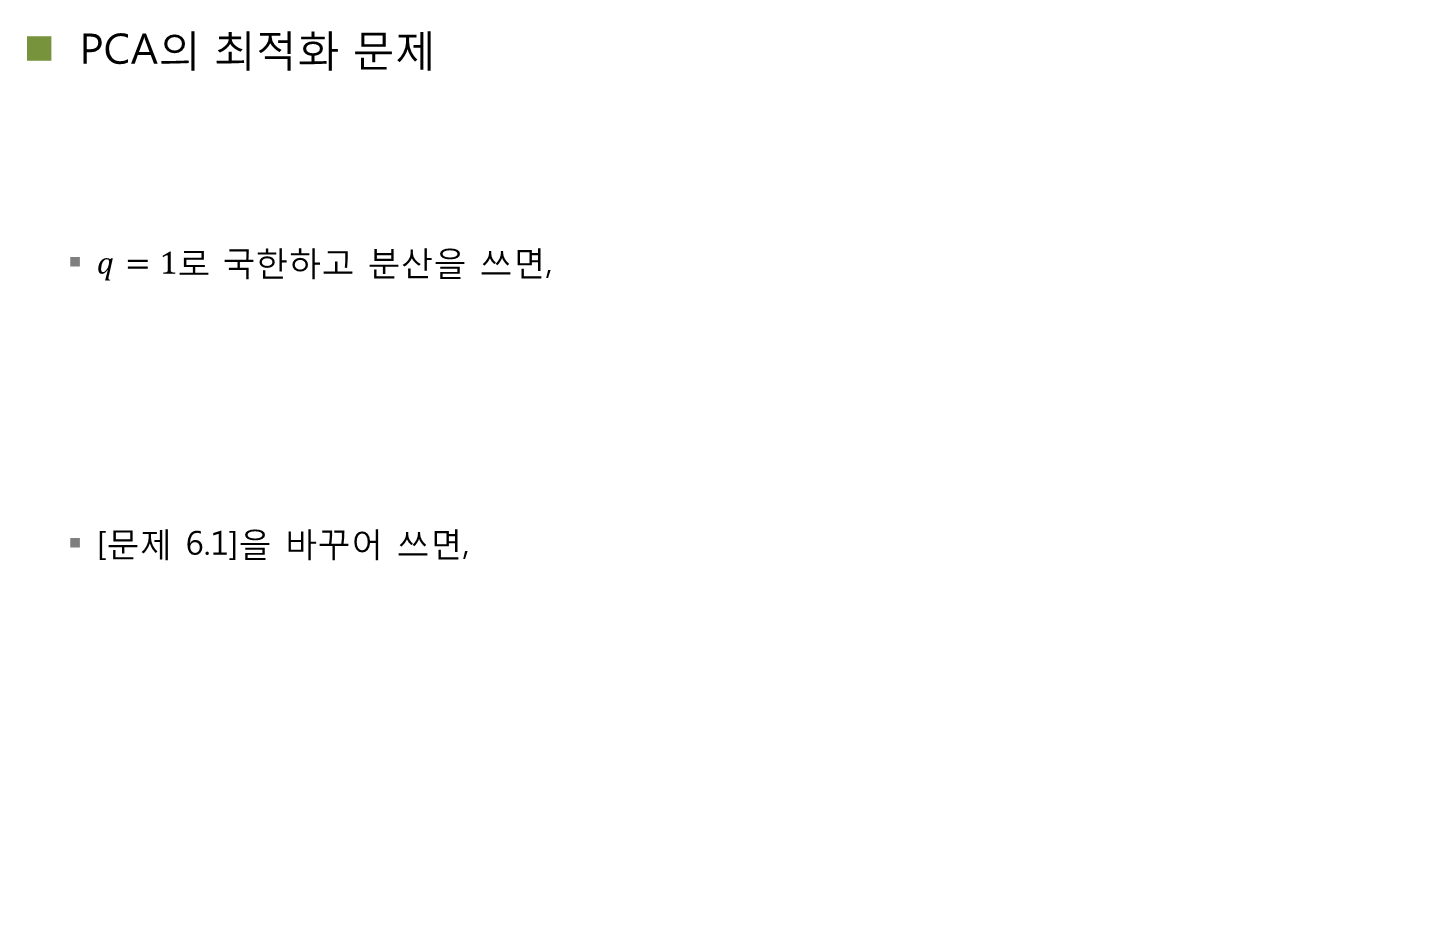 PCA의 최적화 문제
q = 1로 국한하고 분산을 쓰면,
[문제 6.1]을 바꾸어 쓰면,